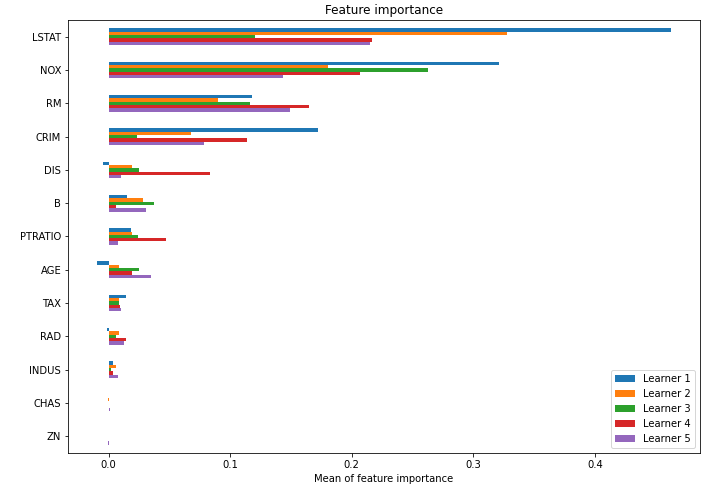 Feature importance
LSTAT
NOX
RM
CRIM
DIS
B
PTRATIO
AGE
TAX
RAD
INDUS
CHAS
ZN
Learner 1
Learner 2
Learner 3
Learner 4
Learner 5
0.0 0.1 0.2 0.3 0.4
Mean of feature importance